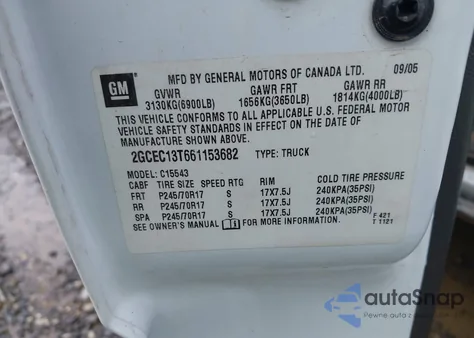 GM
MFD BY GENERAL MOTORS OF CANADA LTD. 09/05
GVWR GAWR FRT GAWR RR
3130KG(6900LB) 1656KG(3650LB) 1814KG(4000LB)
THIS VEHICLE CONFORMS TO ALL APPLICABLE U.S. FEDERAL MOTOR
VEHICLE SAFETY STANDARDS IN EFFECT ON THE DATE OF
MANUFACTURE SHOWN ABOVE.
2GCEC13T661153682 TYPE: TRUCK
MODEL: C15543
CABF TIRE SIZE SPEED RTG RIM COLD TIRE PRESSURE
FRT P245/70R17 S 17X7.5J 240KPA(35PSI)
RR P245/70R17 S 17X7.5J 240KPA(35PSI)
SPA P245/70R17 S 17X7.5J 240KPA(35PSI)
SEE OWNER'S MANUAL FOR MORE INFORMATION.
F 421
T 1121
autoSnap
Pewne auto z